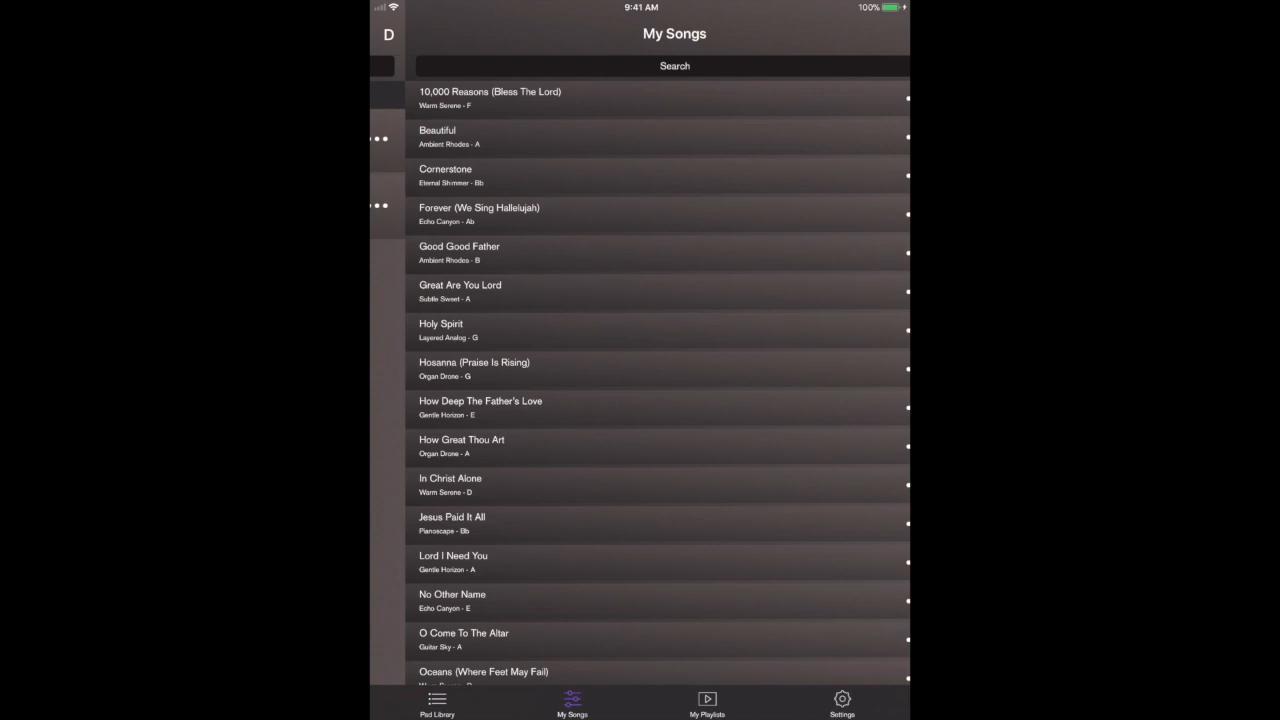 9:41 AM
100%
D
My Songs
Search
10,000 Reasons (Bless The Lord)
Warm Serene - F
Beautiful
Ambient Rhodes - A
Cornerstone
Eternal Shimmer - Bb
Forever (We Sing Hallelujah)
Echo Canyon - Ab
Good Good Father
Ambient Rhodes - B
Great Are You Lord
Subtle Sweet - A
Holy Spirit
Layered Analog - G
Hosanna (Praise Is Rising)
Organ Drone - G
How Deep The Father's Love
Gentle Horizon - E
How Great Thou Art
Organ Drone - A
In Christ Alone
Warm Serene - D
Jesus Paid It All
Pianoscape - Bb
Lord I Need You
Gentle Horizon - A
No Other Name
Echo Canyon - E
O Come To The Altar
Guitar Sky - A
Oceans (Where Feet May Fail)
Pad Library
My Songs
My Playlists
Settings